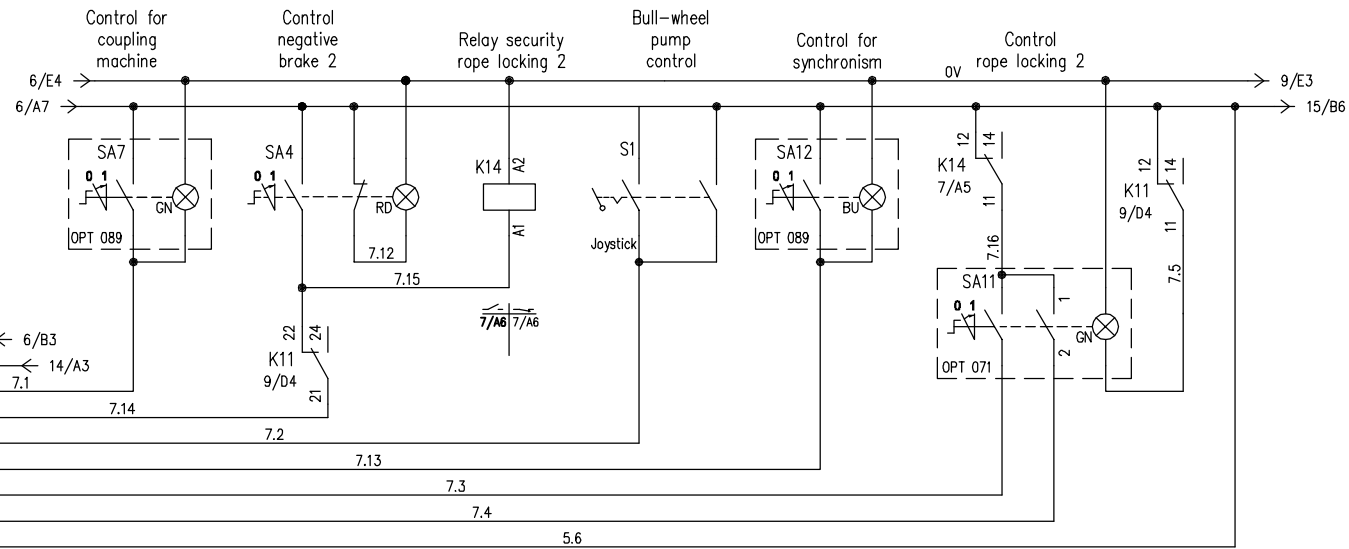 Control for
coupling
machine
Control
negative
brake 2
Relay security
rope locking 2
Bull-wheel
pump
control
Control for
synchronism
Control
rope locking 2
6/E4
0V
9/E3
6/A7
15/B6
SA7
0 1
GN
OPT 089
SA4
0 1
RD
7.12
7.15
K14
A2
A1
7/A6
7/A6
S1
Joystick
SA12
0 1
BU
OPT 089
12
14
K14
7/A5
11
7.16
12
14
K11
9/D4
11
7.5
SA11
0 1
1
2
GN
OPT 071
22
24
K11
9/D4
21
6/B3
14/A3
7.1
7.14
7.2
7.13
7.3
7.4
5.6